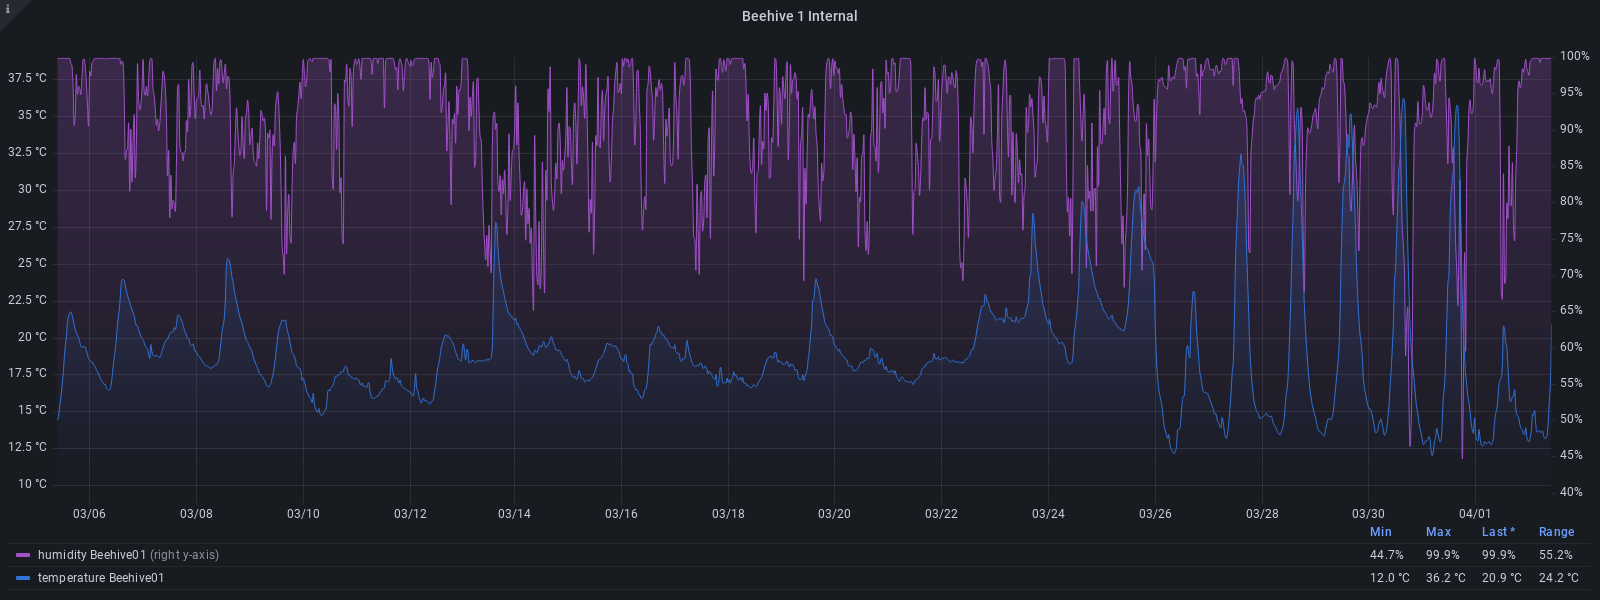 i
Beehive 1 Internal
37.5 °C
35 °C
32.5 °C
30 °C
27.5 °C
25 °C
22.5 °C
20 °C
17.5 °C
15 °C
12.5 °C
10 °C
100%
95%
90%
85%
80%
75%
70%
65%
60%
55%
50%
45%
40%
03/06 03/08 03/10 03/12 03/14 03/16 03/18 03/20 03/22 03/24 03/26 03/28 03/30 04/01
Min Max Last * Range
humidity Beehive01 (right y-axis) 44.7% 99.9% 99.9% 55.2%
temperature Beehive01 12.0 °C 36.2 °C 20.9 °C 24.2 °C